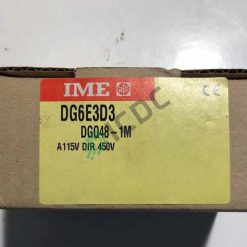 IME
CE
DG6E3D3
DGQ48-1M
A115V DIR 450V